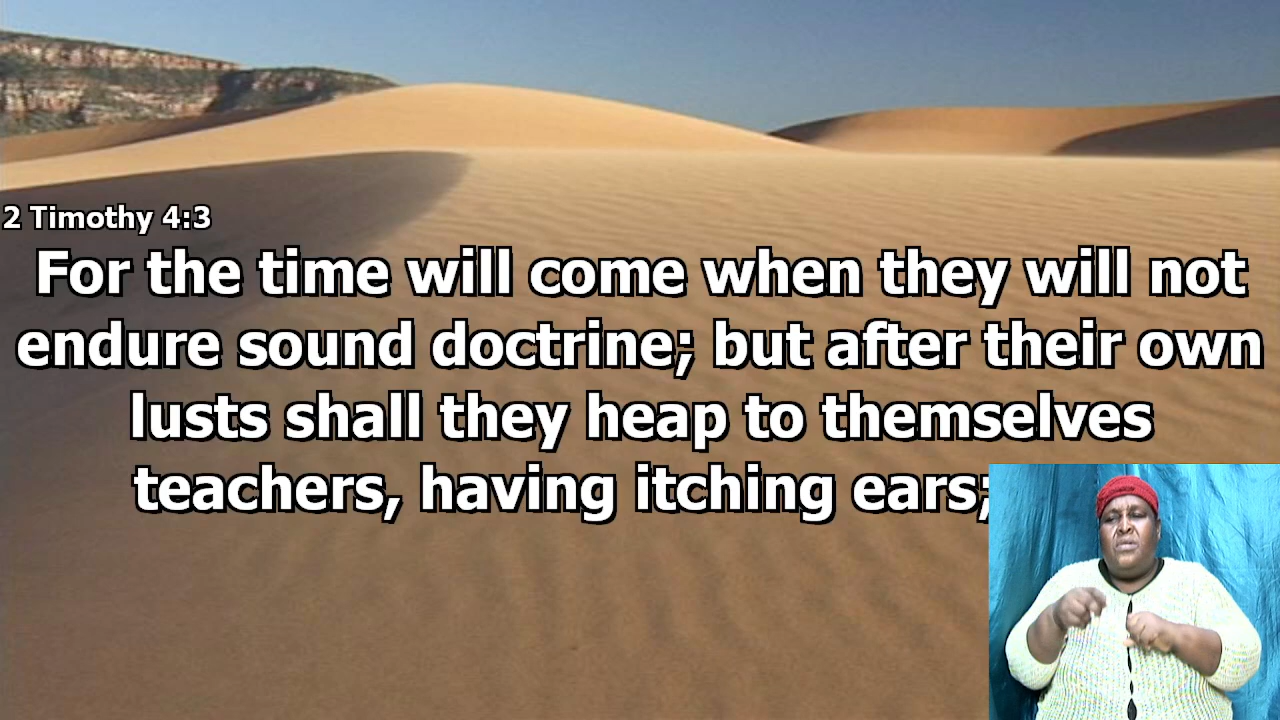 2 Timothy 4:3
For the time will come when they will not
endure sound doctrine; but after their own
lusts shall they heap to themselves
teachers, having itching ears;